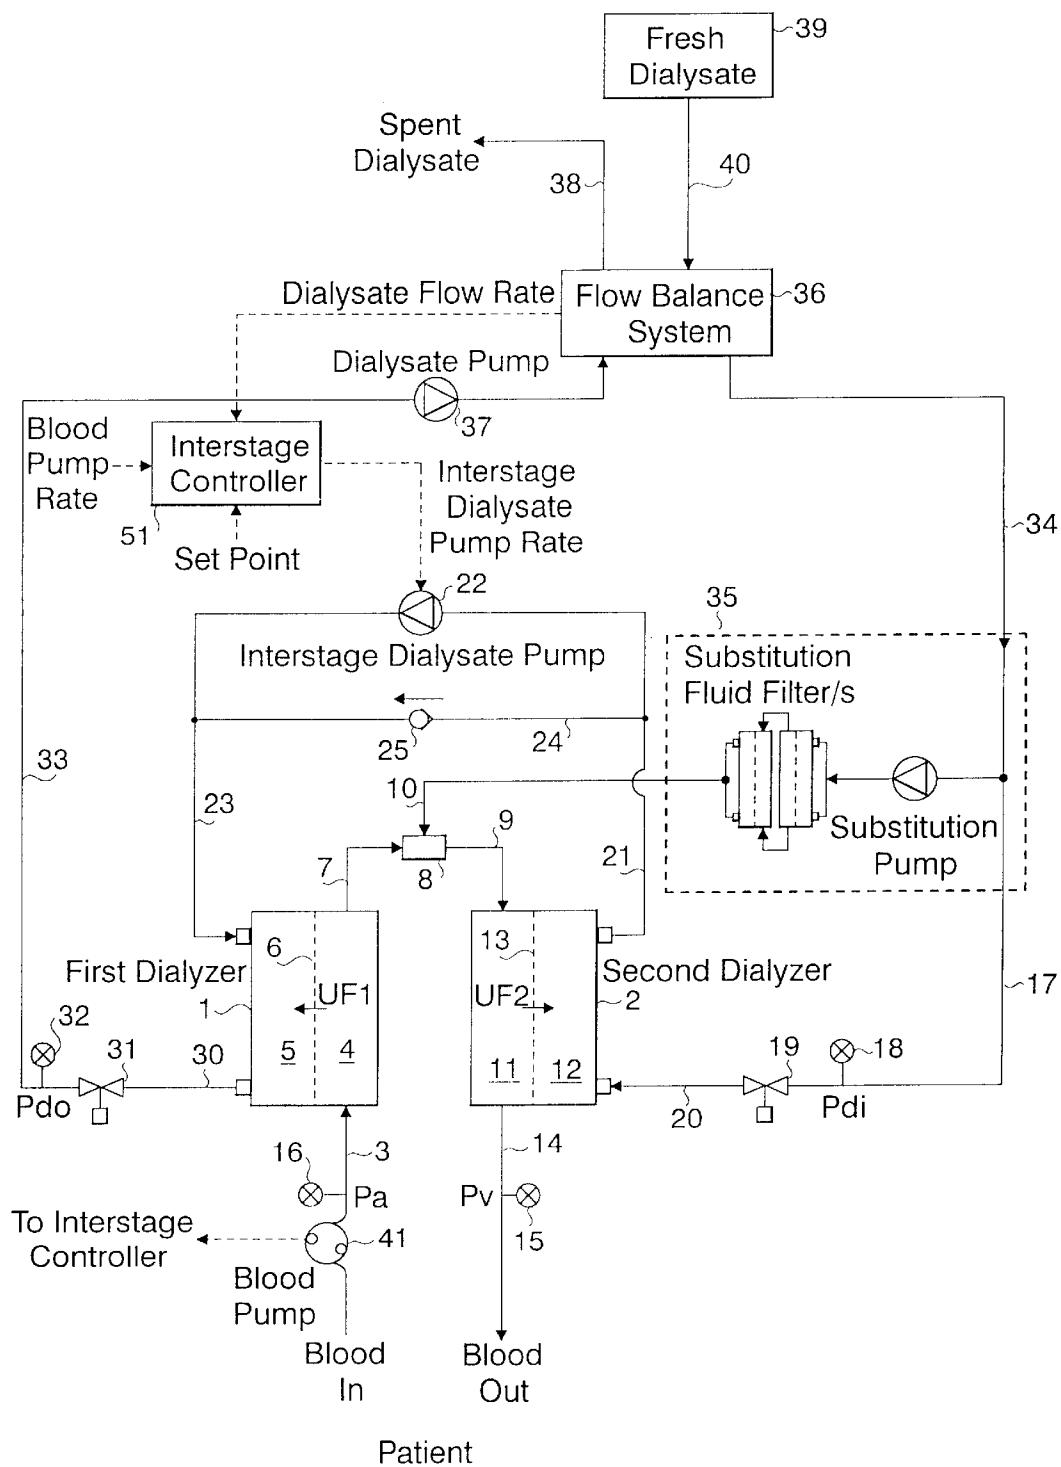 Fresh
Dialysate
39
Spent
Dialysate
38
40
Dialysate Flow Rate
Flow Balance
System
36
Dialysate Pump
37
Blood
Pump
Rate
Interstage
Controller
51
Set Point
Interstage
Dialysate
Pump Rate
34
22
Interstage Dialysate Pump
35
Substitution
Fluid Filter/s
25
24
33
23
10
9
7
8
21
Substitution
Pump
First Dialyzer
6
UF1
1
5
4
13
UF2
11
12
Second Dialyzer
2
17
32
31
30
Pdo
19
18
20
Pdi
16
3
Pa
14
Pv
15
To Interstage
Controller
41
Blood
Pump
Blood
In
Blood
Out
Patient